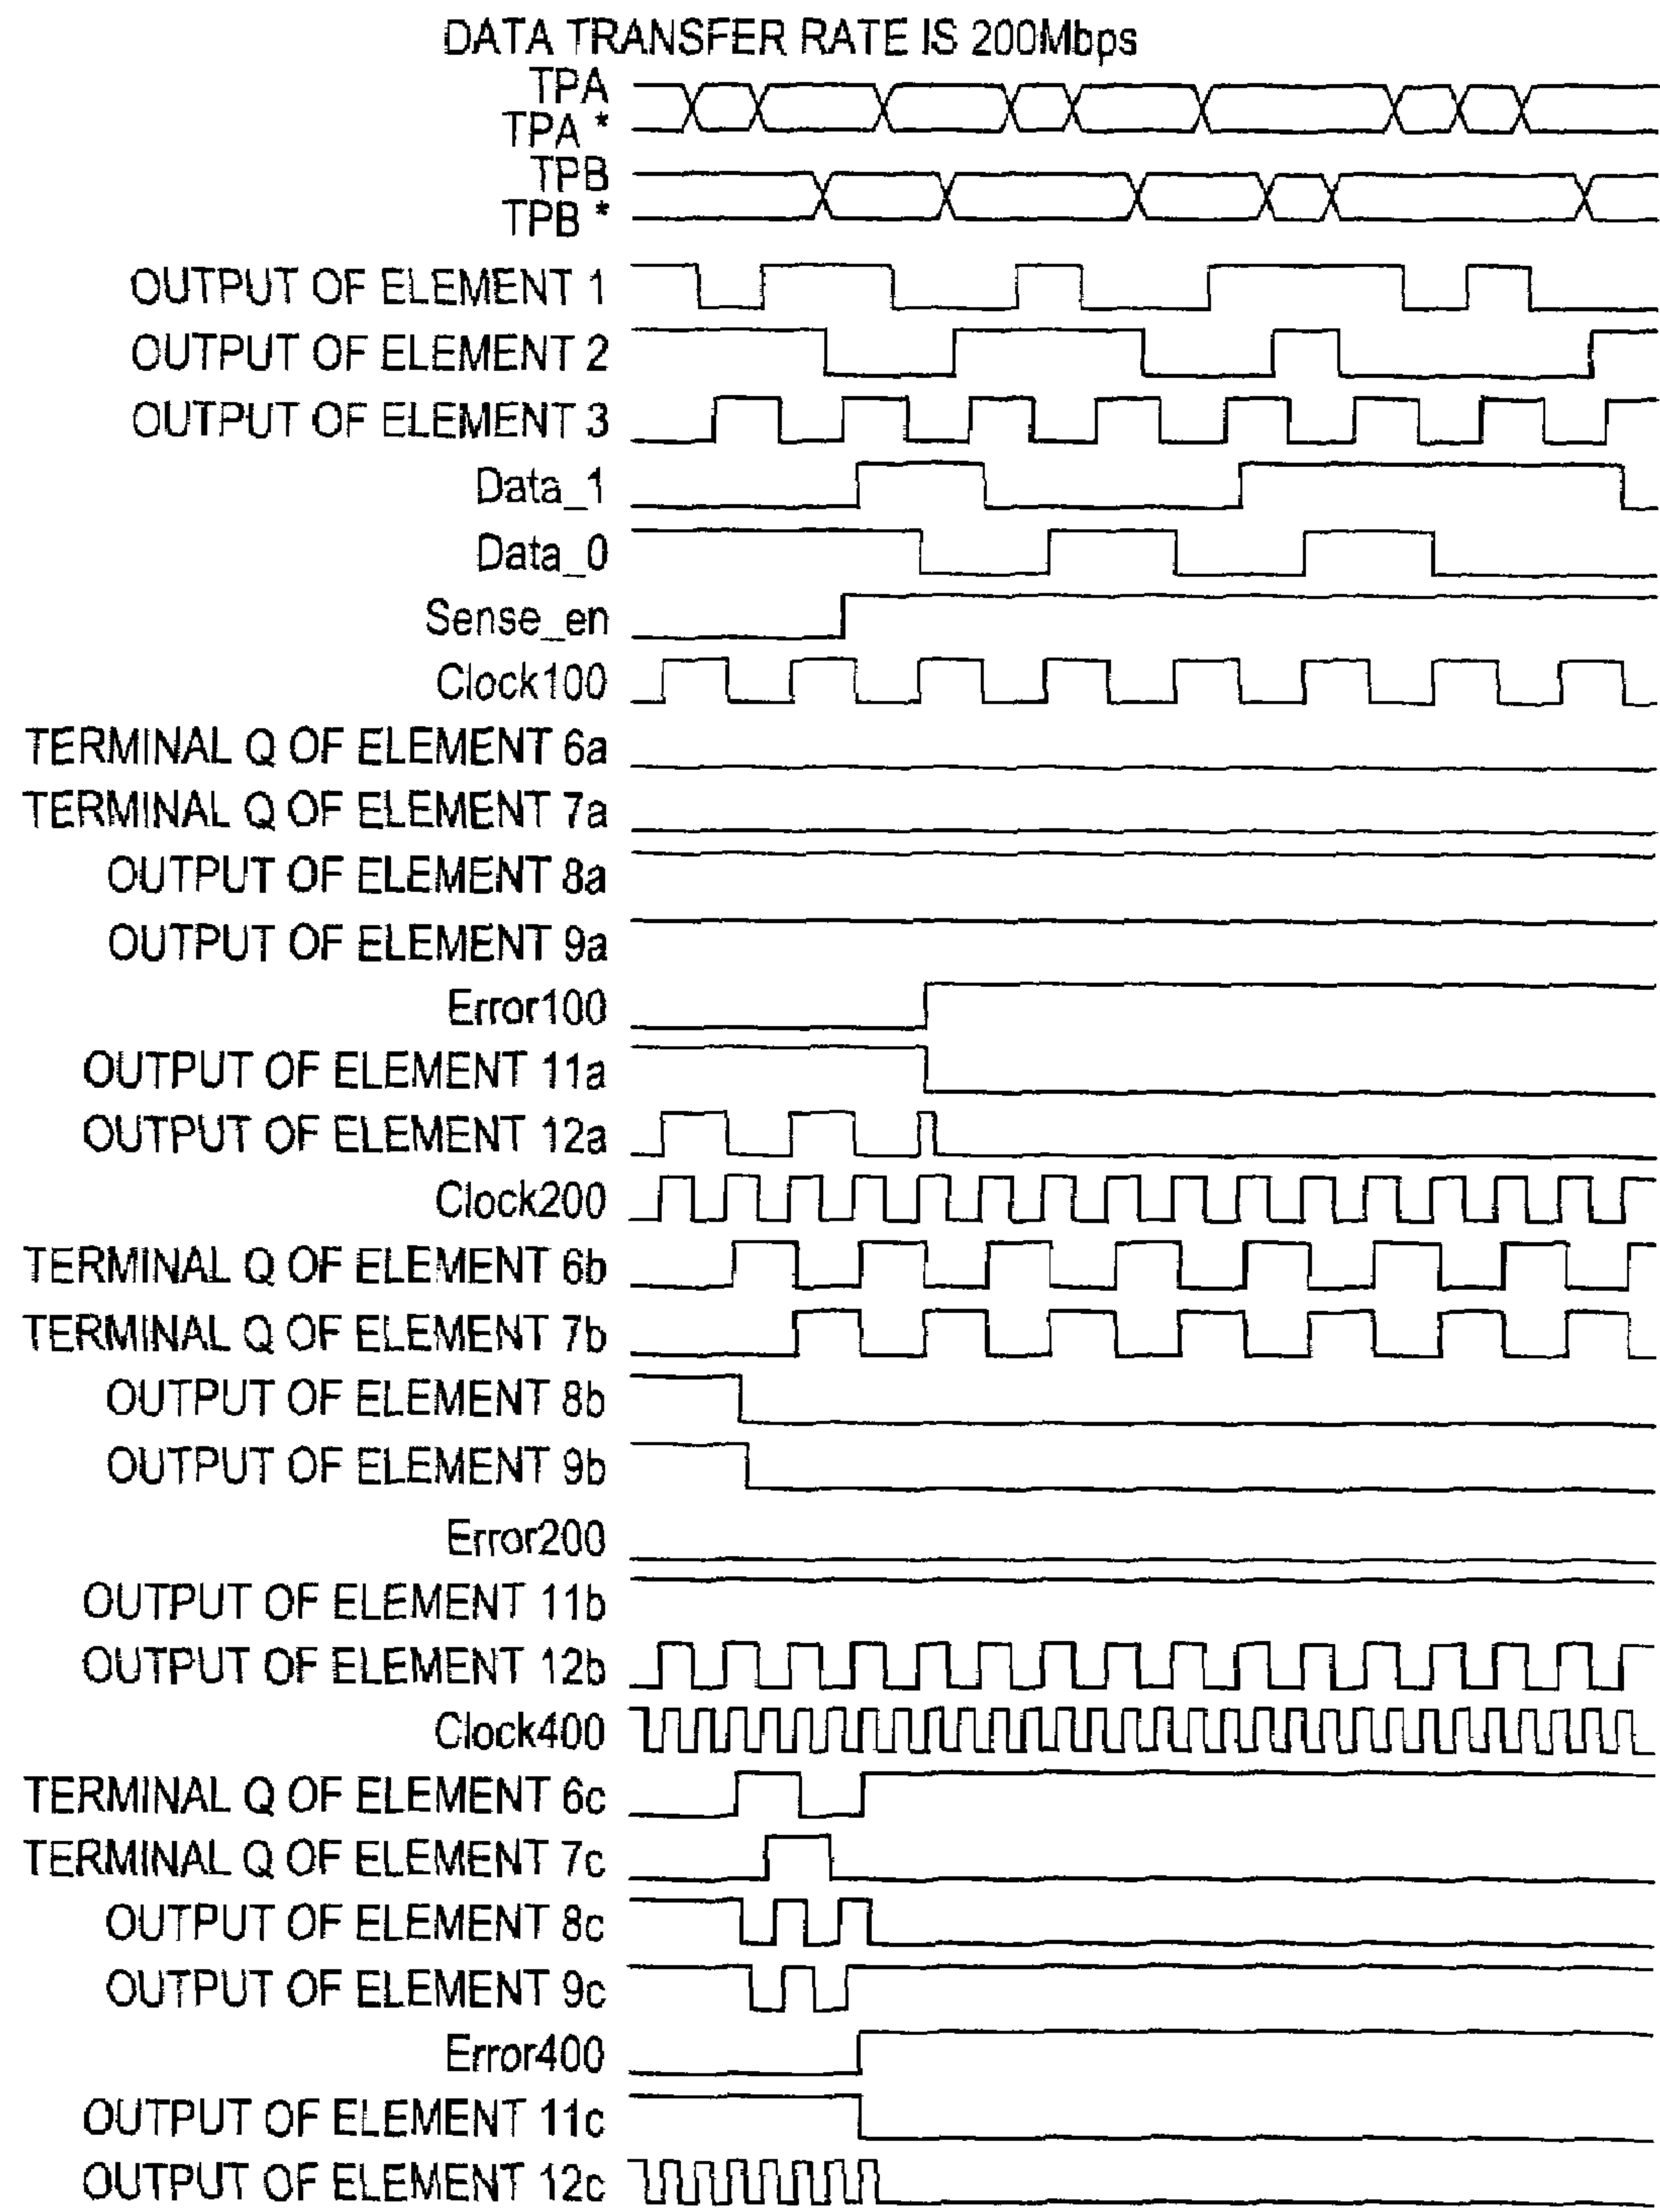 DATA TRANSFER RATE IS 200Mbps
TPA
TPA *
TPB
TPB *
OUTPUT OF ELEMENT 1
OUTPUT OF ELEMENT 2
OUTPUT OF ELEMENT 3
Data_1
Data_0
Sense_en
Clock100
TERMINAL Q OF ELEMENT 6a
TERMINAL Q OF ELEMENT 7a
OUTPUT OF ELEMENT 8a
OUTPUT OF ELEMENT 9a
Error100
OUTPUT OF ELEMENT 11a
OUTPUT OF ELEMENT 12a
Clock200
TERMINAL Q OF ELEMENT 6b
TERMINAL Q OF ELEMENT 7b
OUTPUT OF ELEMENT 8b
OUTPUT OF ELEMENT 9b
Error200
OUTPUT OF ELEMENT 11b
OUTPUT OF ELEMENT 12b
Clock400
TERMINAL Q OF ELEMENT 6c
TERMINAL Q OF ELEMENT 7c
OUTPUT OF ELEMENT 8c
OUTPUT OF ELEMENT 9c
Error400
OUTPUT OF ELEMENT 11c
OUTPUT OF ELEMENT 12c